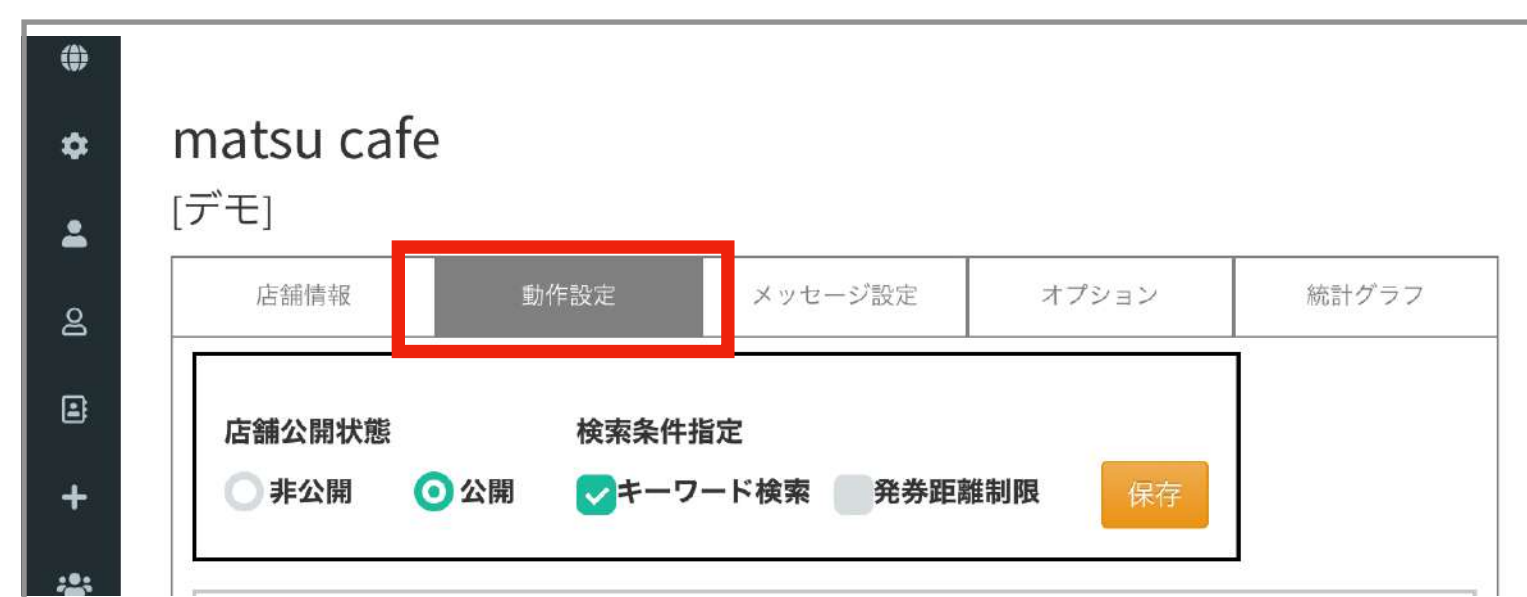 matsu cafe
[デモ]
店舗情報 動作設定 メッセージ設定 オプション 統計グラフ
店舗公開状態 検索条件指定
非公開 公開 キーワード検索 発券距離制限 保存